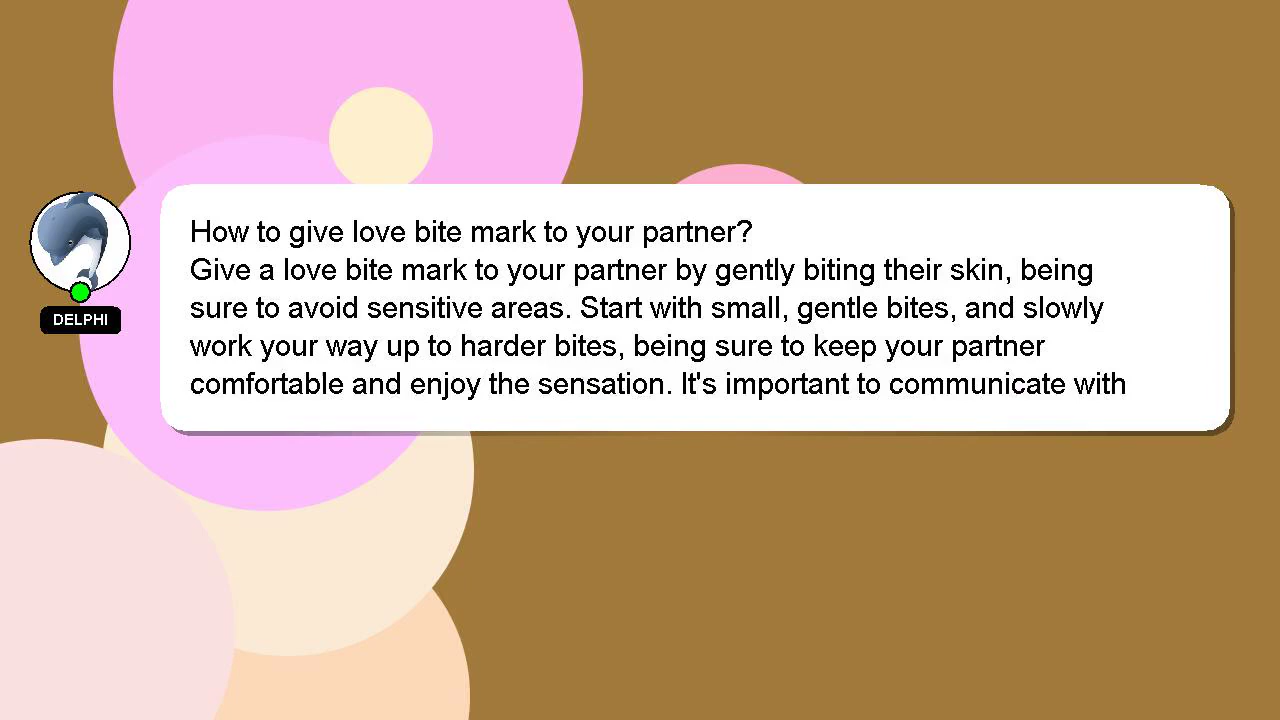 How to give love bite mark to your partner?
Give a love bite mark to your partner by gently biting their skin, being
sure to avoid sensitive areas. Start with small, gentle bites, and slowly
work your way up to harder bites, being sure to keep your partner
comfortable and enjoy the sensation. It's important to communicate with
DELPHI